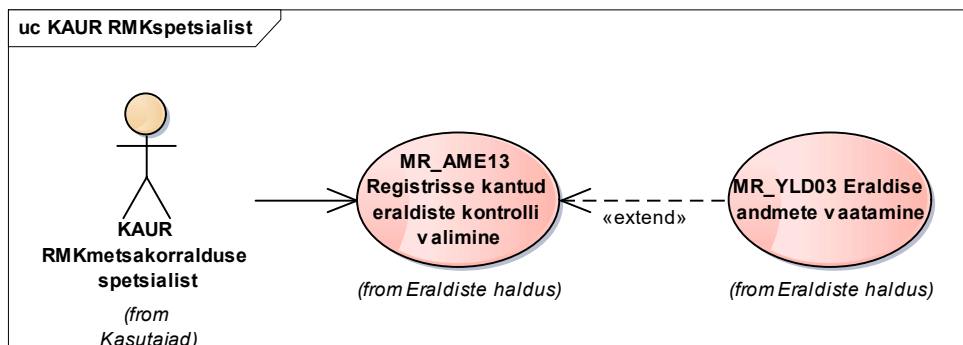 uc KAUR RMKspetsialist
KAUR
RMKmetsakorralduse
spetsialist
(from
Kasutajad)
MR_AME13
Registrisse kantud
eraldiste kontrolli
valimine
(from Eraldiste haldus)
«extend»
MR_YLD03 Eraldise
andmete vaatamine
(from Eraldiste haldus)